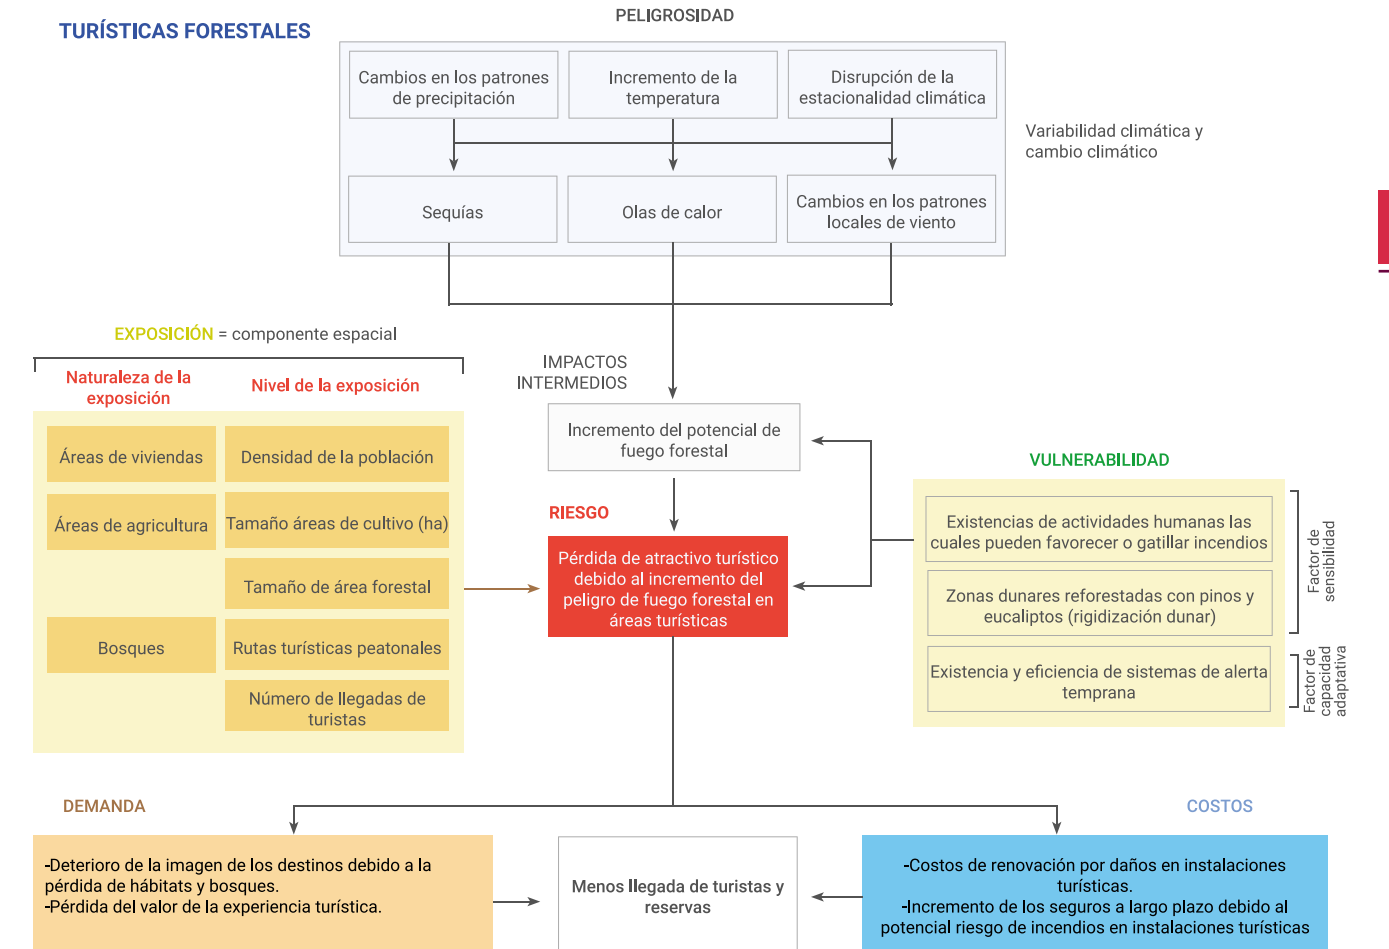 TURÍSTICAS FORESTALES
PELIGROSIDAD
Cambios en los patrones
de precipitación
Incremento de la
temperatura
Disrupción de la
estacionalidad climática
Variabilidad climática y
cambio climático
Sequías
Olas de calor
Cambios en los patrones
locales de viento
EXPOSICIÓN = componente espacial
Naturaleza de la
exposición
Nivel de la exposición
Áreas de viviendas
Densidad de la población
Áreas de agricultura
Tamaño áreas de cultivo (ha)
Tamaño de área forestal
Bosques
Rutas turísticas peatonales
Número de llegadas de
turistas
IMPACTOS
INTERMEDIOS
Incremento del potencial de
fuego forestal
RIESGO
Pérdida de atractivo turístico
debido al incremento del
peligro de fuego forestal en
áreas turísticas
VULNERABILIDAD
Existencias de actividades humanas las
cuales pueden favorecer o gatillar incendios
Zonas dunares reforestadas con pinos y
eucaliptos (rigidización dunar)
Factor de
sensibilidad
Existencia y eficiencia de sistemas de alerta
temprana
Factor de
capacidad
adaptativa
DEMANDA
-Deterioro de la imagen de los destinos debido a la
pérdida de hábitats y bosques.
-Pérdida del valor de la experiencia turística.
Menos llegada de turistas y
reservas
COSTOS
-Costos de renovación por daños en instalaciones
turísticas.
-Incremento de los seguros a largo plazo debido al
potencial riesgo de incendios en instalaciones turísticas